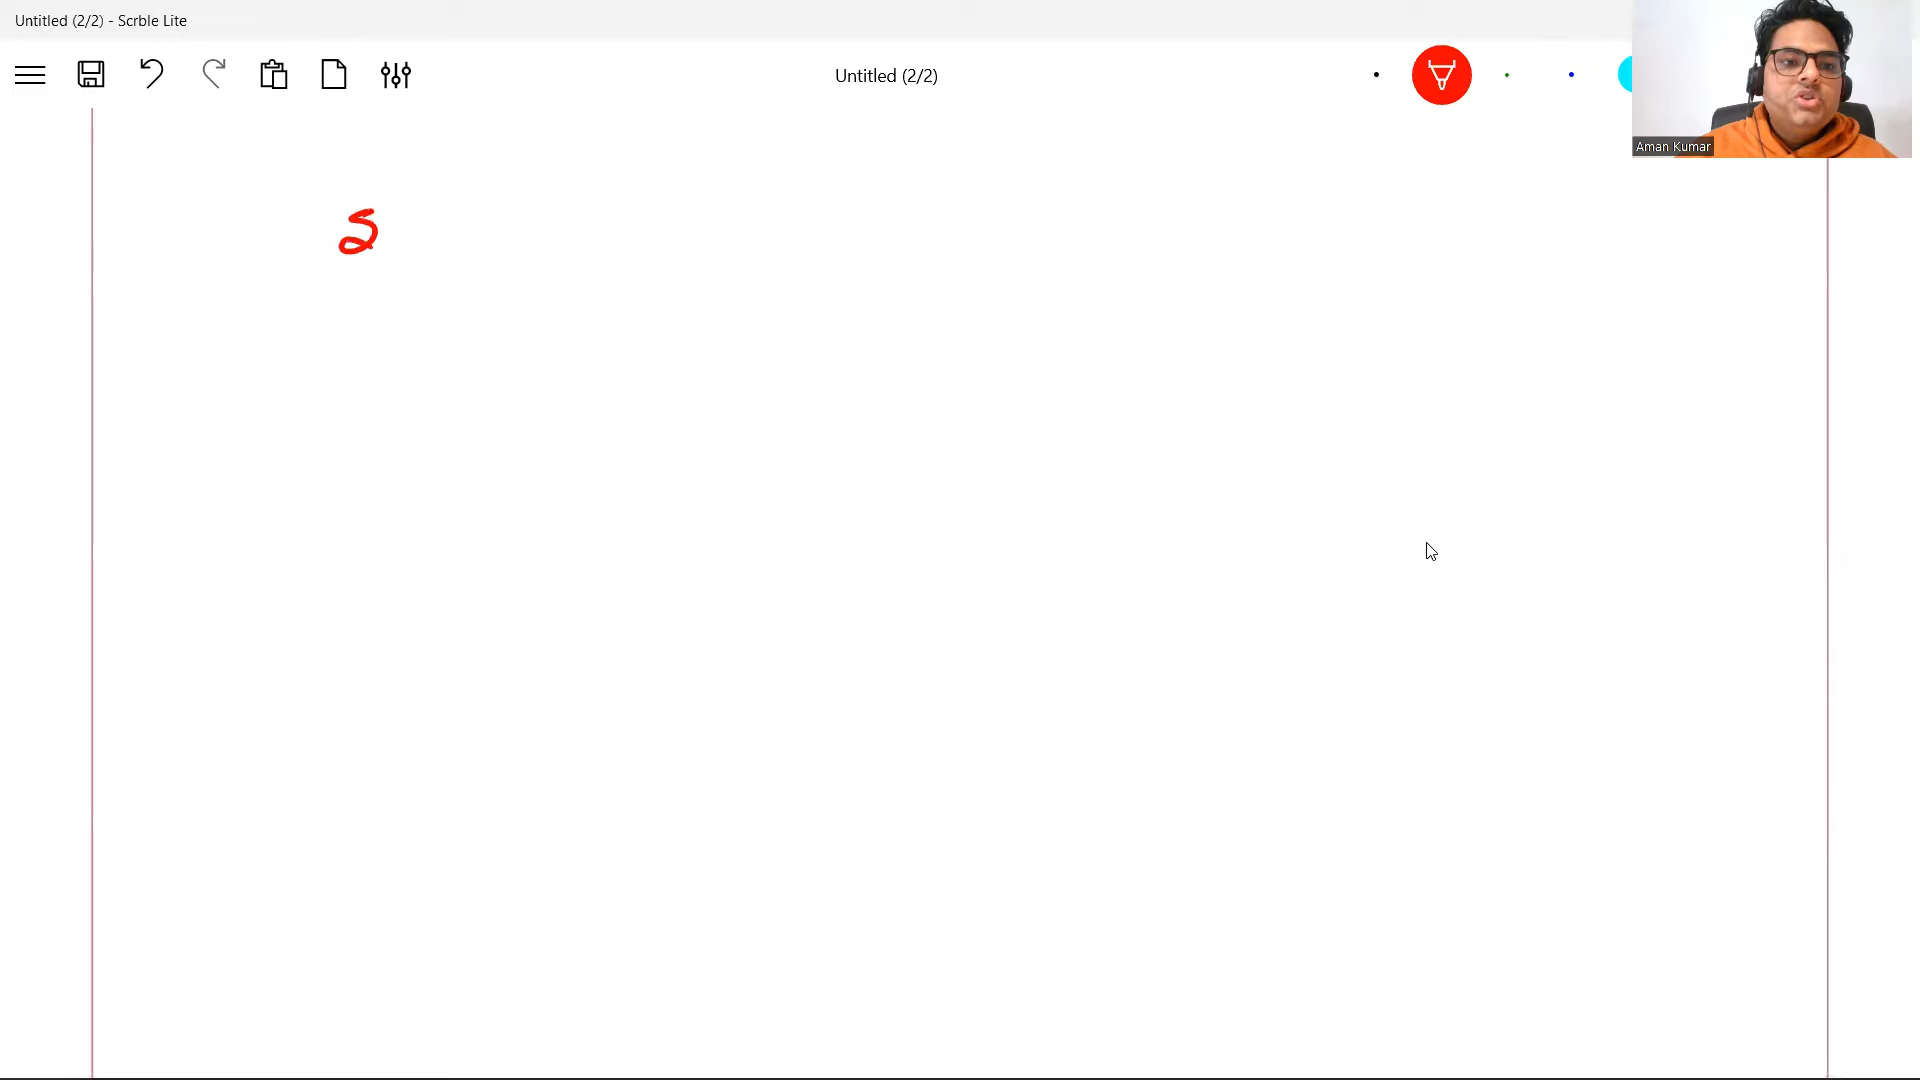 Untitled (2/2) - Scrble Lite
Untitled (2/2)
Aman Kumar
S